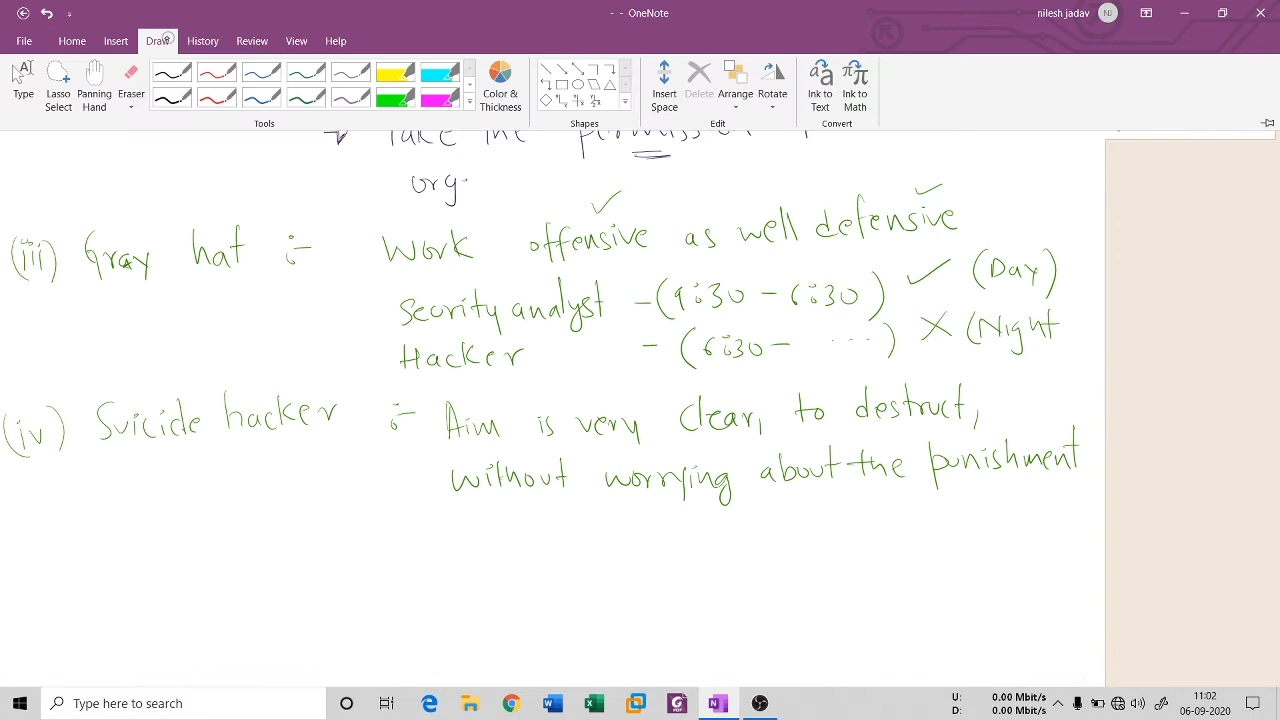 - - OneNote
nilesh jadav NJ
File Home Insert Draw History Review View Help
Type Lasso Select Panning Hand Eraser Color & Thickness Insert Space Delete Arrange Rotate Ink to Text Ink to Math
Tools Shapes Edit Convert
Take the permission
org.
(iii) Gray hat :- Work offensive as well defensive
Security analyst - (9:30 - 6:30) ✓ (Day)
Hacker - (6:30 - ...) X (Night
(iv) Suicide hacker :- Aim is very clear, to destruct,
without worrying about the punishment
Type here to search
U: 0.00 Mbit/s
D: 0.00 Mbit/s
11:02
06-09-2020